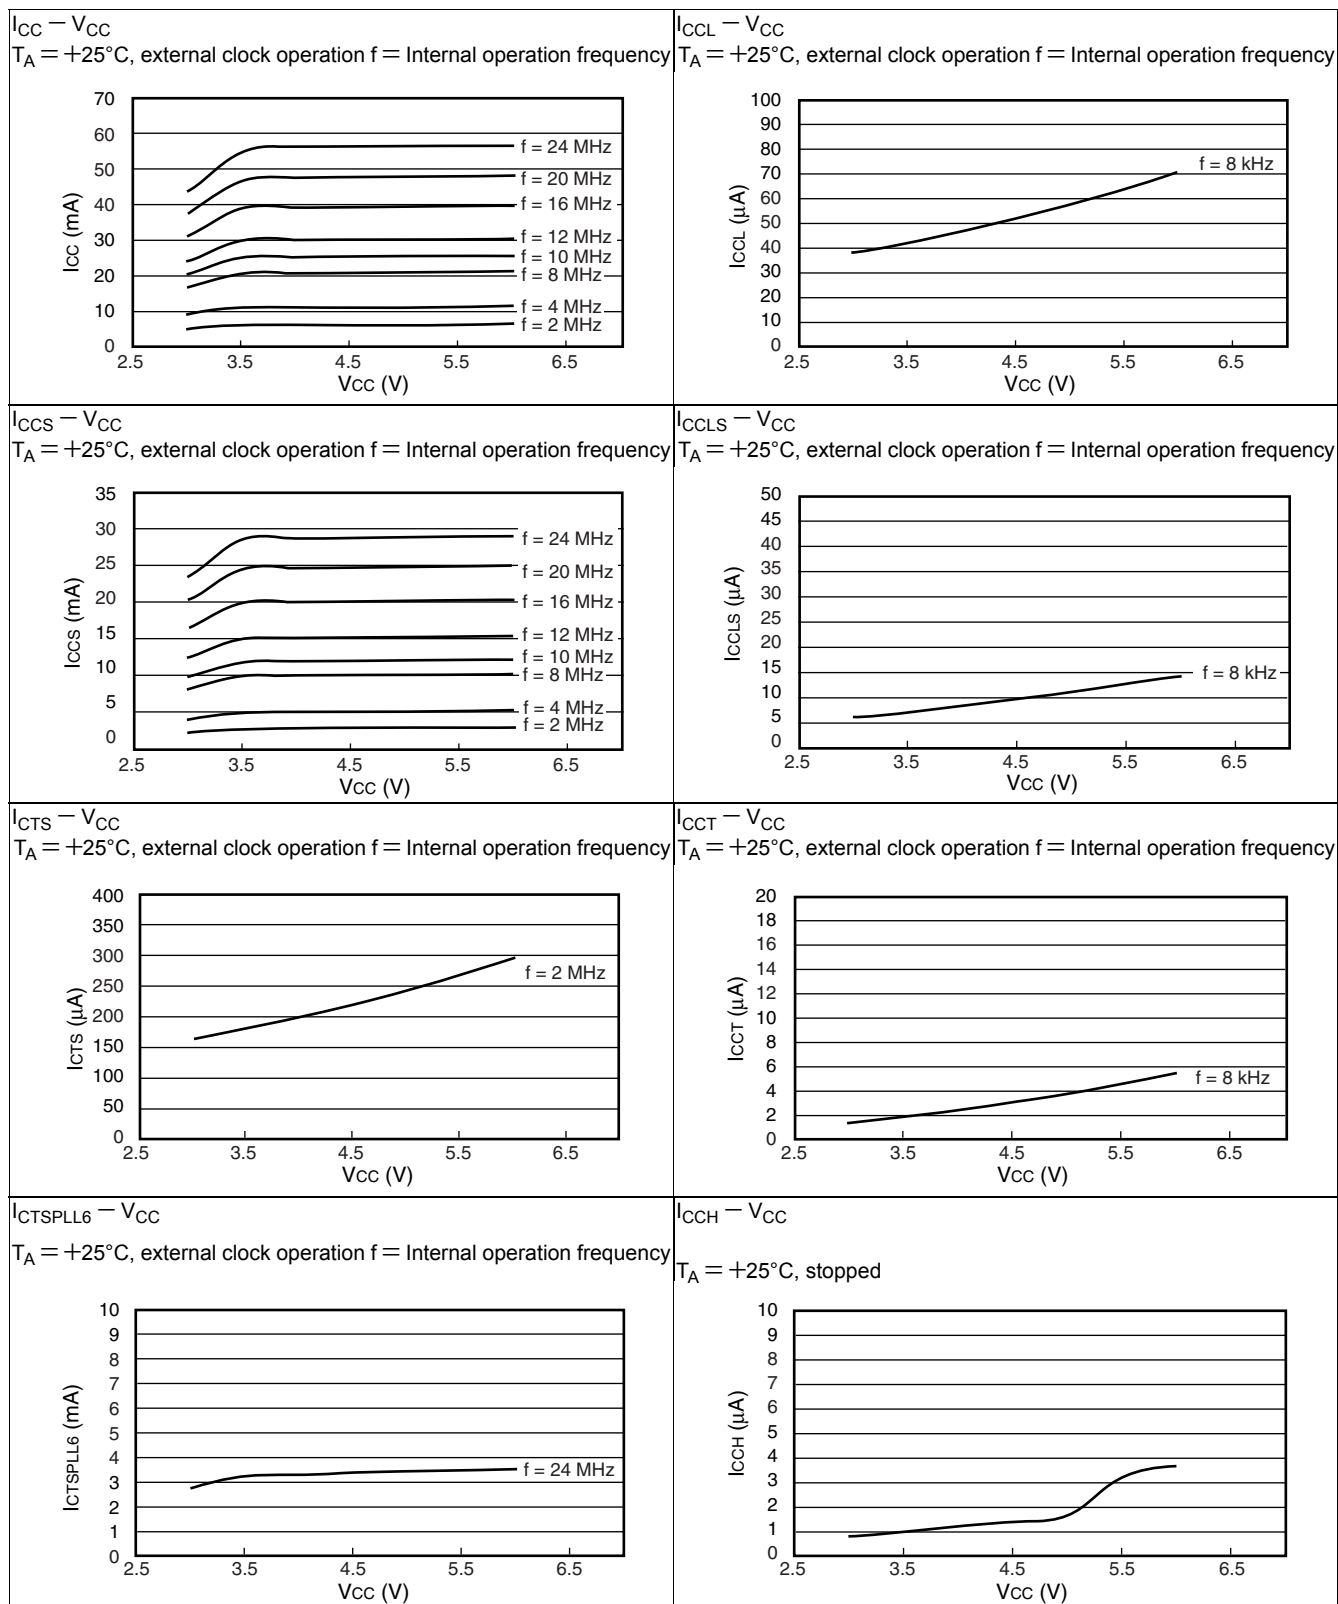 ICC － VCC
TA ＝ ＋25°C, external clock operation f ＝ Internal operation frequency
70
60
50
40
30
20
10
0
ICC (mA)
f = 24 MHz
f = 20 MHz
f = 16 MHz
f = 12 MHz
f = 10 MHz
f = 8 MHz
f = 4 MHz
f = 2 MHz
2.5 3.5 4.5 5.5 6.5
VCC (V)
ICCL － VCC
TA ＝ ＋25°C, external clock operation f ＝ Internal operation frequency
100
90
80
70
60
50
40
30
20
10
0
ICCL (μA)
f = 8 kHz
2.5 3.5 4.5 5.5 6.5
VCC (V)
ICCS － VCC
TA ＝ ＋25°C, external clock operation f ＝ Internal operation frequency
35
30
25
20
15
10
5
0
ICCS (mA)
f = 24 MHz
f = 20 MHz
f = 16 MHz
f = 12 MHz
f = 10 MHz
f = 8 MHz
f = 4 MHz
f = 2 MHz
2.5 3.5 4.5 5.5 6.5
VCC (V)
ICCLS － VCC
TA ＝ ＋25°C, external clock operation f ＝ Internal operation frequency
50
45
40
35
30
25
20
15
10
5
0
ICCLS (μA)
f = 8 kHz
2.5 3.5 4.5 5.5 6.5
VCC (V)
ICTS － VCC
TA ＝ ＋25°C, external clock operation f ＝ Internal operation frequency
400
350
300
250
200
150
100
50
0
ICTS (μA)
f = 2 MHz
2.5 3.5 4.5 5.5 6.5
VCC (V)
ICCT － VCC
TA ＝ ＋25°C, external clock operation f ＝ Internal operation frequency
20
18
16
14
12
10
8
6
4
2
0
ICCT (μA)
f = 8 kHz
2.5 3.5 4.5 5.5 6.5
VCC (V)
ICTSPLL6 － VCC
TA ＝ ＋25°C, external clock operation f ＝ Internal operation frequency
10
9
8
7
6
5
4
3
2
1
0
ICTSPLL6 (mA)
f = 24 MHz
2.5 3.5 4.5 5.5 6.5
VCC (V)
ICCH － VCC
TA ＝ ＋25°C, stopped
10
9
8
7
6
5
4
3
2
1
0
ICCH (μA)
2.5 3.5 4.5 5.5 6.5
VCC (V)